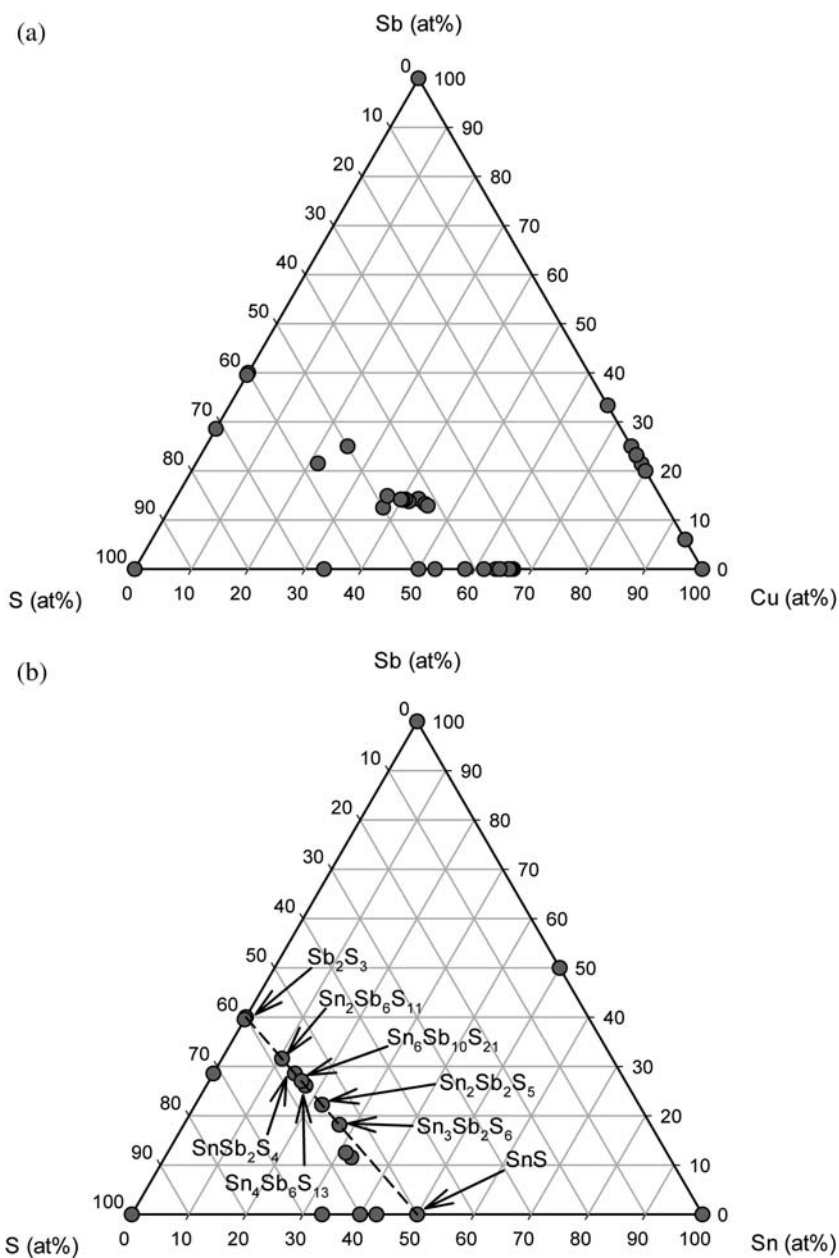 (a)
Sb (at%)
0 100
10 90
20 80
30 70
40 60
50 50
60 40
70 30
80 20
90 10
100 0
S (at%) 0 10 20 30 40 50 60 70 80 90 100 Cu (at%)
(b)
Sb (at%)
0 100
10 90
20 80
30 70
40 60
50 50
Sb₂S₃
Sn₂Sb₆S₁₁
60 40
Sn₆Sb₁₀S₂₁
70 30
Sn₂Sb₂S₅
80 20
Sn₃Sb₂S₆
SnSb₂S₄
SnS
90 10
Sn₄Sb₆S₁₃
100 0
S (at%) 0 10 20 30 40 50 60 70 80 90 100 Sn (at%)